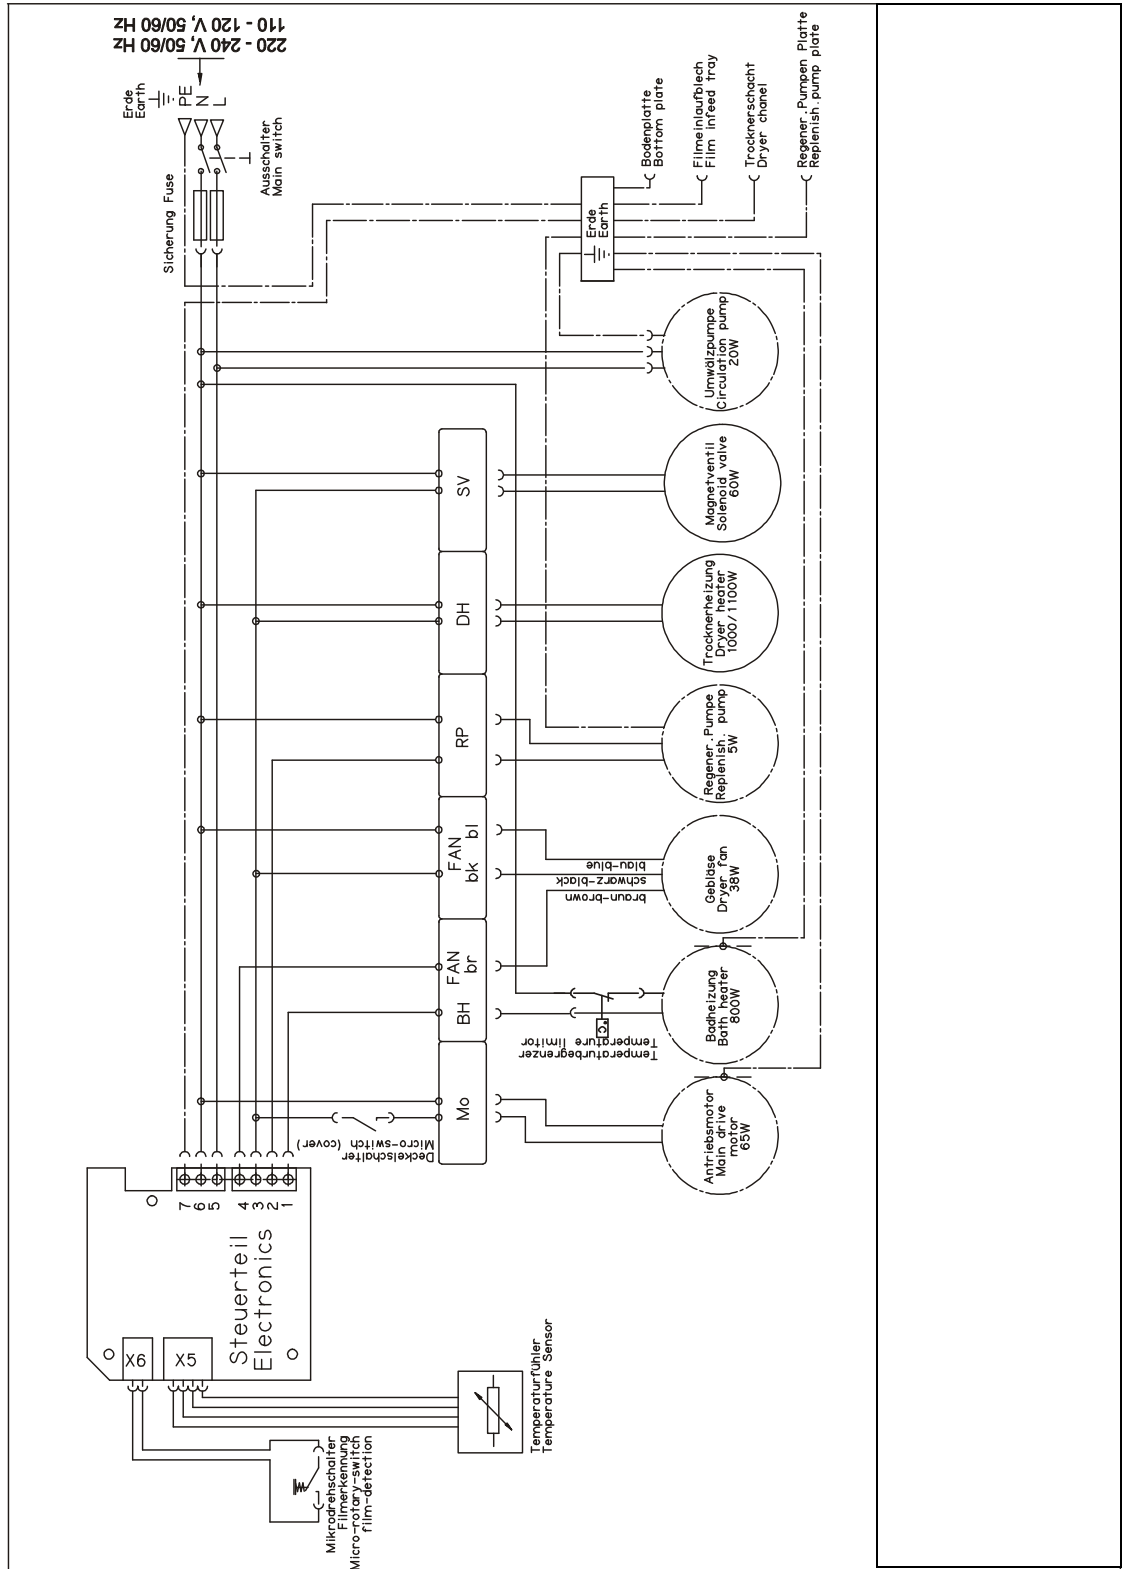 220 - 240 V, 50/60 Hz
110 - 120 V, 50/60 Hz
Erde
Earth
PE
N
L
Ausschalter
Main switch
Sicherung Fuse
Bodenplatte
Bottom plate
Filmeinlaufblech
Film infeed tray
Trocknerschacht
Dryer chanel
Regener.Pumpen Platte
Replenish.pump plate
Erde
Earth
Umwälzpumpe
Circulation pump
20W
SV
Magnetventil
Solenoid valve
60W
DH
Trocknerheizung
Dryer heater
1000/1100W
RP
Regener.Pumpe
Replenish. pump
5W
FAN
bk bl
blau-blue
schwarz-black
braun-brown
Gebläse
Dryer fan
38W
FAN
br
BH
°C
Temperaturbegrenzer
Temperature limitor
Badheizung
Bath heater
800W
Mo
Deckelschalter
Micro-switch (cover)
Antriebsmotor
Main drive
motor
65W
7
6
5
4
3
2
1
Steuerteil
Electronics
X6
X5
Temperaturfühler
Temperature Sensor
Mikrodrehschalter
Filmerkennung
Micro-rotary-switch
film-detection